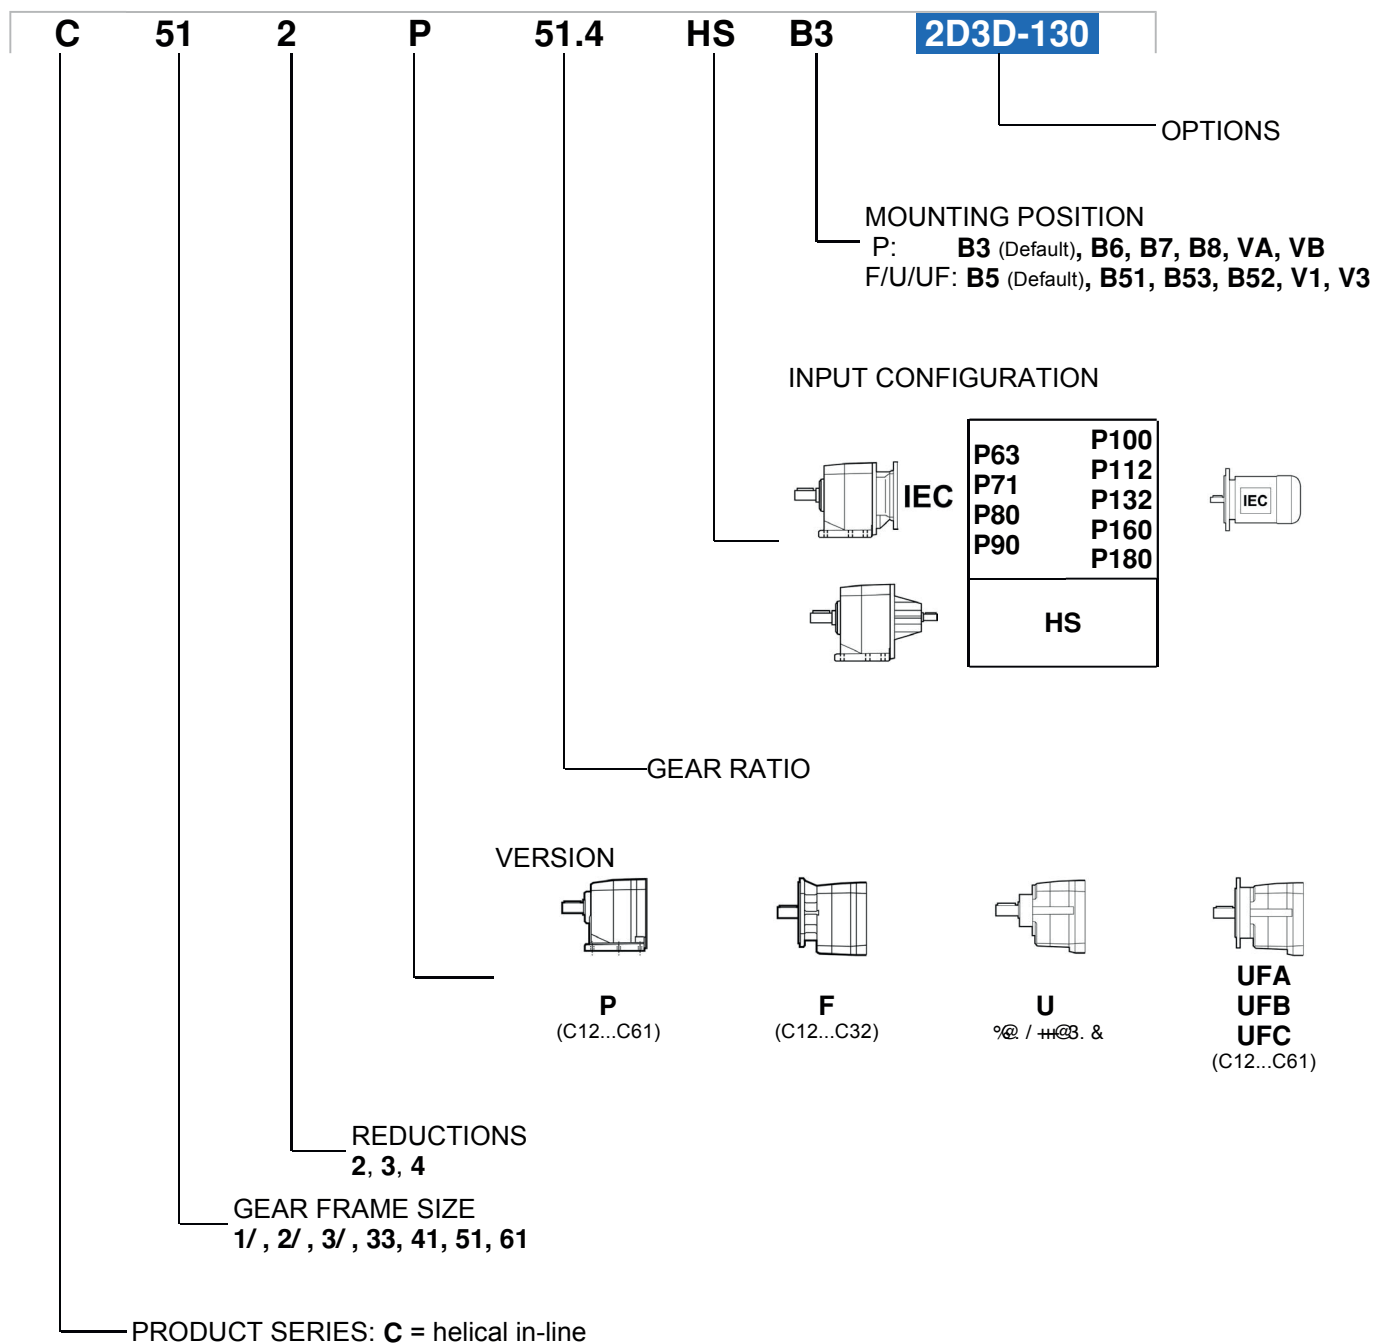 C 51 2 P 51.4 HS B3 2D3D-130
OPTIONS
MOUNTING POSITION
P: B3 (Default), B6, B7, B8, VA, VB
F/U/UF: B5 (Default), B51, B53, B52, V1, V3
INPUT CONFIGURATION
IEC
P63
P71
P80
P90
P100
P112
P132
P160
P180
IEC
HS
GEAR RATIO
VERSION
P
(C12...C61)
F
(C12...C32)
U
UFA
UFB
UFC
(C12...C61)
REDUCTIONS
2, 3, 4
GEAR FRAME SIZE
1/ , 2/ , 3/ , 33, 41, 51, 61
PRODUCT SERIES: C = helical in-line